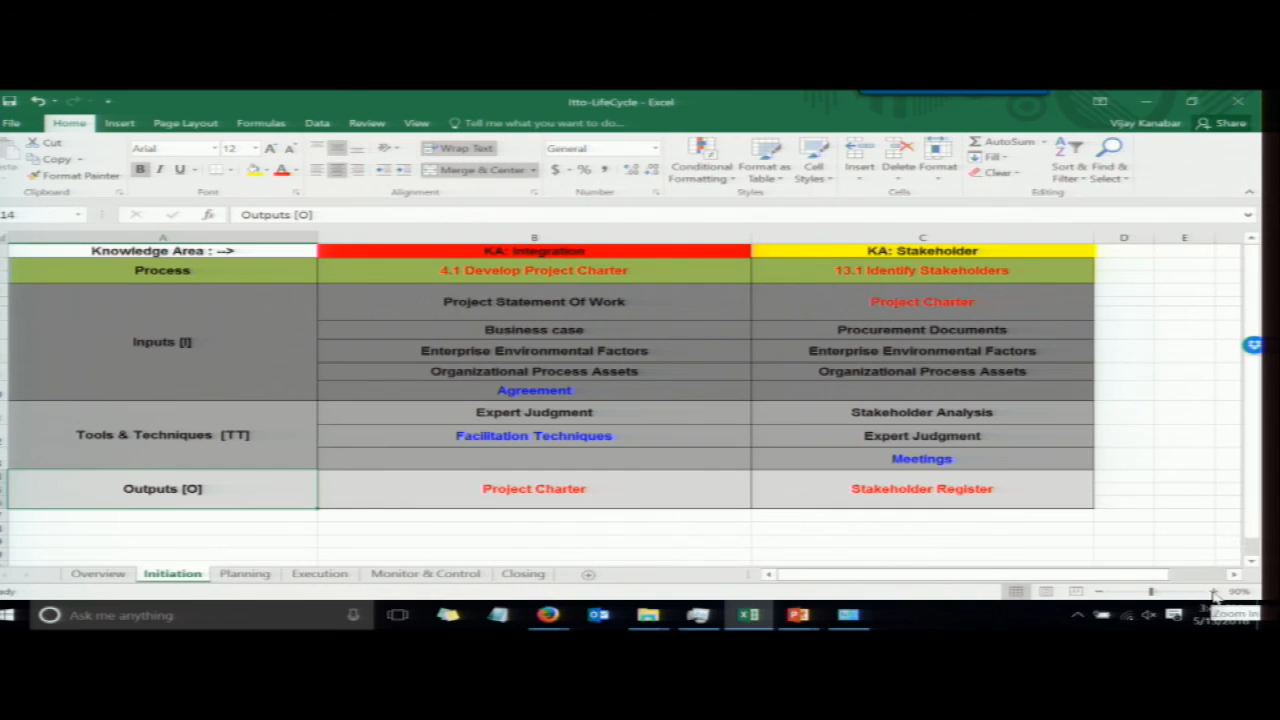 Itto-LifeCycle - Excel
File Home Insert Page Layout Formulas Data Review View Tell me what you want to do... Vijay Kanabar Share
Cut
Copy
Format Painter
Clipboard
Arial 12
B I U
Font
Wrap Text
Merge & Center
Alignment
General
$ % ,
Number
Conditional Formatting
Format as Table
Cell Styles
Styles
Insert Delete Format
Cells
AutoSum
Fill
Clear
Sort & Filter
Find & Select
Editing
14 fx Outputs [O]
A B C D E
Knowledge Area : --> KA: Integration KA: Stakeholder
Process 4.1 Develop Project Charter 13.1 Identify Stakeholders
Inputs [I]
Project Statement Of Work Project Charter
Business case Procurement Documents
Enterprise Environmental Factors Enterprise Environmental Factors
Organizational Process Assets Organizational Process Assets
Agreement
Tools & Techniques [TT]
Expert Judgment Stakeholder Analysis
Facilitation Techniques Expert Judgment
Meetings
Outputs [O] Project Charter Stakeholder Register
Overview Initiation Planning Execution Monitor & Control Closing
90%
Ask me anything
Zoom In